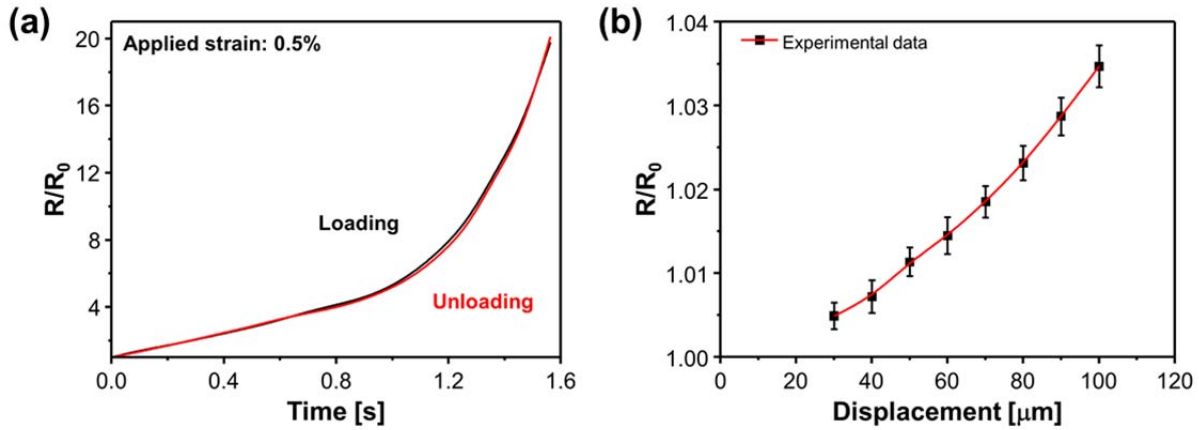 (a)
Applied strain: 0.5%
R/R0
20
16
12
8
4
Loading
Unloading
0.0 0.4 0.8 1.2 1.6
Time [s]
(b)
Experimental data
R/R0
1.04
1.03
1.02
1.01
1.00
0 20 40 60 80 100 120
Displacement [μm]